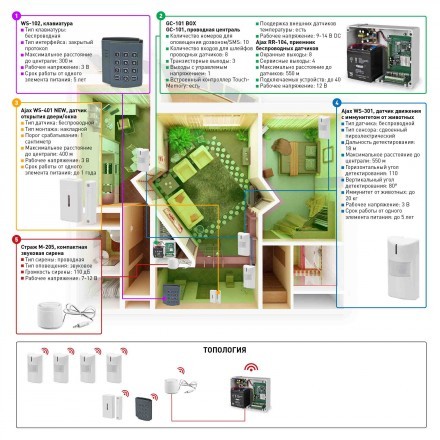 WS-102, клавиатура
Тип клавиатуры:
беспроводная
Тип интерфейса: закрытый
протокол
Максимальное расстояние
до централи: 300 м
Рабочее напряжение: 3 В
Срок работы от одного
элемента питания: 5 лет
GC-101 BOX
GC-101, проводная централь
Количество номеров для
оповещения дозвоном/SMS: 10
Количество входов для шлейфов
проводных датчиков: 8
Транзисторные выходы: 3
Выходы с управляемым
напряжением: 1
Встроенный контроллер Touch-
Memory: есть
Поддержка внешних датчиков
температуры: есть
Рабочее напряжение: 9-14 В DC
Ajax RR-104, приемник
беспроводных датчиков
Охранные выходы: 8
Сервисные выходы: 4
Максимальное расстояние до
датчиков: 550 м
Подключаемых устройств: до 40
Рабочее напряжение: 12 В
Ajax WS-401 NEW, датчик
открытия двери/окна
Тип датчика: беспроводной
Тип монтажа: накладной
Порог срабатывания: 1
сантиметр
Максимальное расстояние
до централи: 400 м
Рабочее напряжение: 3 В
Срок работы от одного
элемента питания: до 1 года
Ajax WS-301, датчик движения
с иммунитетом от животных
Тип датчика: беспроводной
Тип сенсора: сдвоенный
пироэлектрический
Дальность детектирования:
18 м
Максимальное расстояние
до централи: 550 м
Горизонтальный угол
детектирования: 110
Вертикальный угол
детектирования: 80°
Иммунитет от животных: до
20 кг
Рабочее напряжение: 3 В
Срок работы от одного
элемента питания: до 5 лет
Страж М-205, компактная
звуковая сирена
Тип сирены: проводная
Тип оповещения: звуковое
Громкость сирены: 110 дБ
Рабочее напряжение: 7-12 В
ТОПОЛОГИЯ